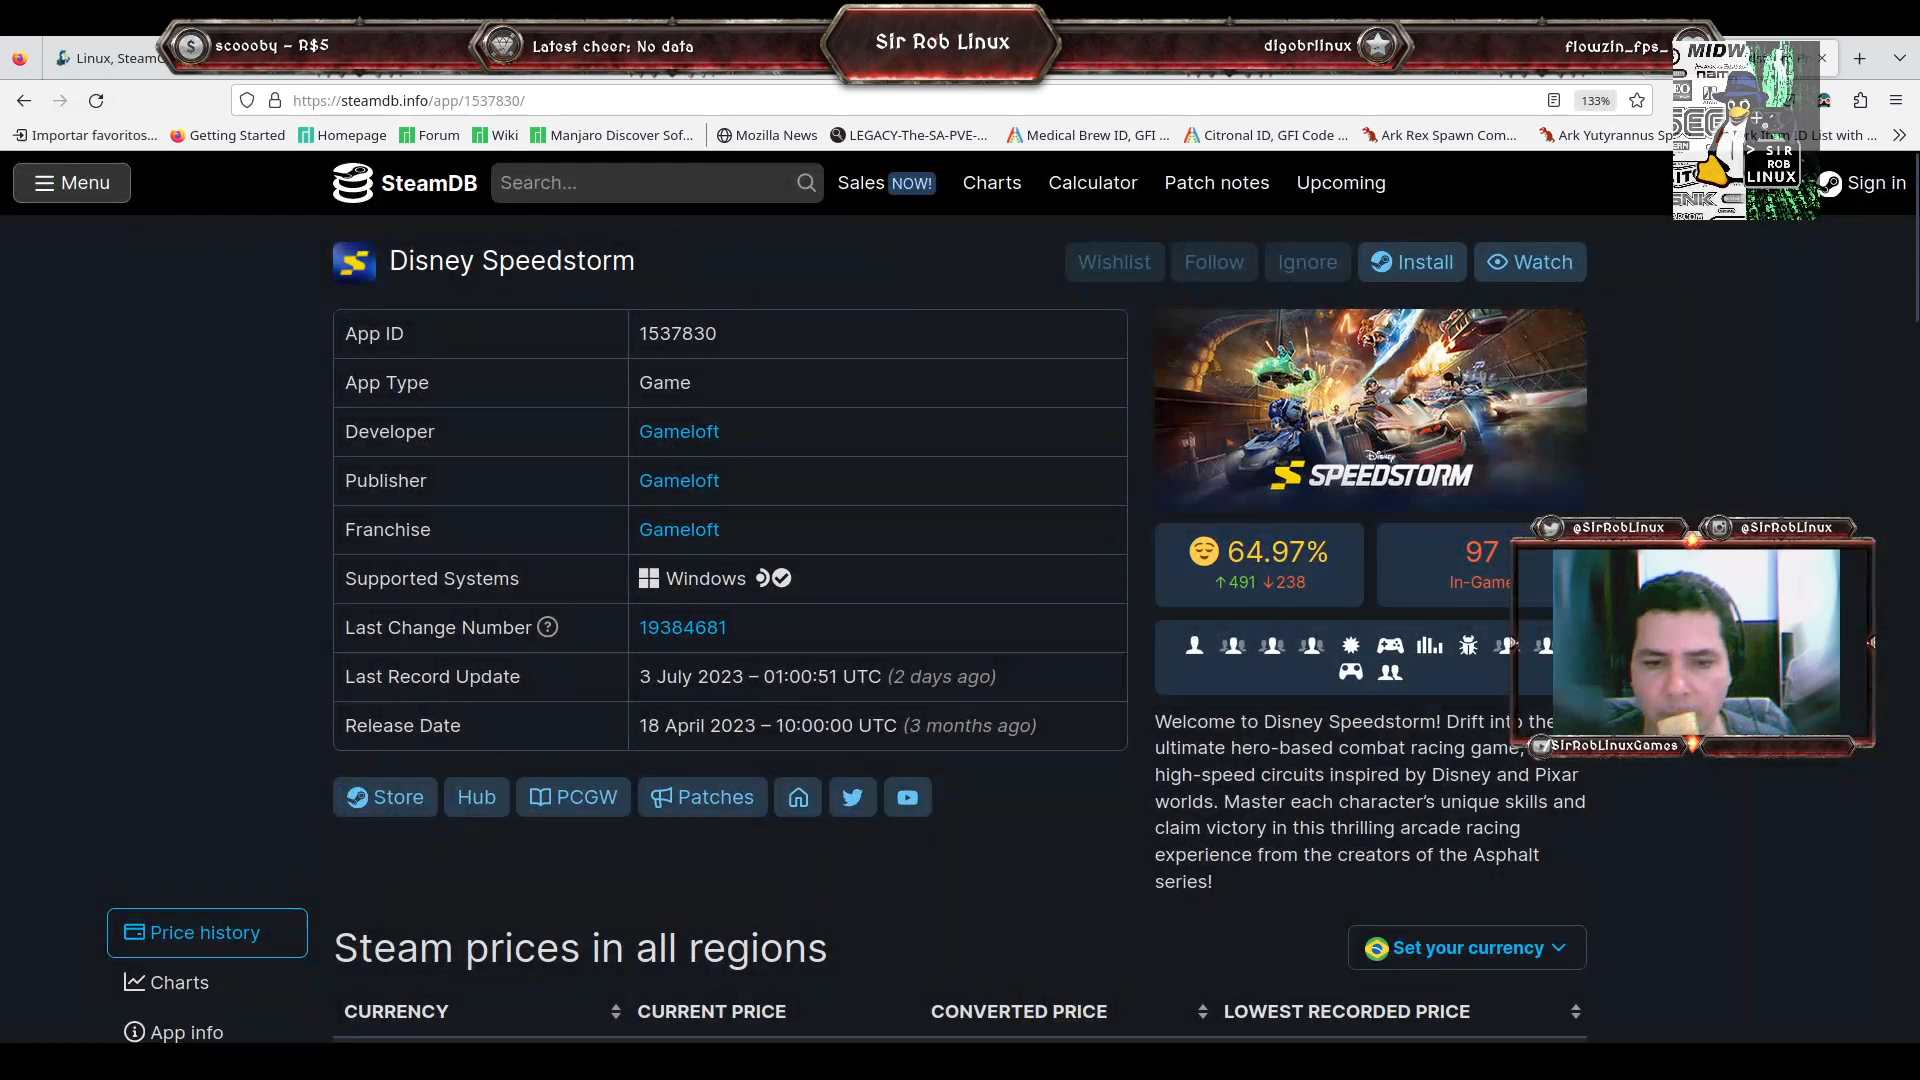 scoooby - R$5
Latest cheer: No data
Sir Rob Linux
digobrlinux
flowzin_fps_
Linux, Steam
https://steamdb.info/app/1537830/
133%
Importar favoritos...
Getting Started
Homepage
Forum
Wiki
Manjaro Discover Sof...
Mozilla News
LEGACY-The-SA-PVE-...
Medical Brew ID, GFI ...
Citronal ID, GFI Code ...
Ark Rex Spawn Com...
Ark Yutyrannus Sp
Item ID List with ...
MIDW
> SIR
ROB
LINUX
Menu
SteamDB
Search...
Sales NOW!
Charts
Calculator
Patch notes
Upcoming
Sign in
Disney Speedstorm
Wishlist
Follow
Ignore
Install
Watch
App ID 1537830
App Type Game
Developer Gameloft
Publisher Gameloft
Franchise Gameloft
Supported Systems Windows
Last Change Number ? 19384681
Last Record Update 3 July 2023 – 01:00:51 UTC (2 days ago)
Release Date 18 April 2023 – 10:00:00 UTC (3 months ago)
Disney
SPEEDSTORM
64.97%
↑491 ↓238
97
In-Game
@SirRobLinux
@SirRobLinux
SirRobLinuxGames
Welcome to Disney Speedstorm! Drift into the
ultimate hero-based combat racing game,
high-speed circuits inspired by Disney and Pixar
worlds. Master each character’s unique skills and
claim victory in this thrilling arcade racing
experience from the creators of the Asphalt
series!
Store
Hub
PCGW
Patches
Price history
Charts
App info
Steam prices in all regions
Set your currency
CURRENCY
CURRENT PRICE
CONVERTED PRICE
LOWEST RECORDED PRICE